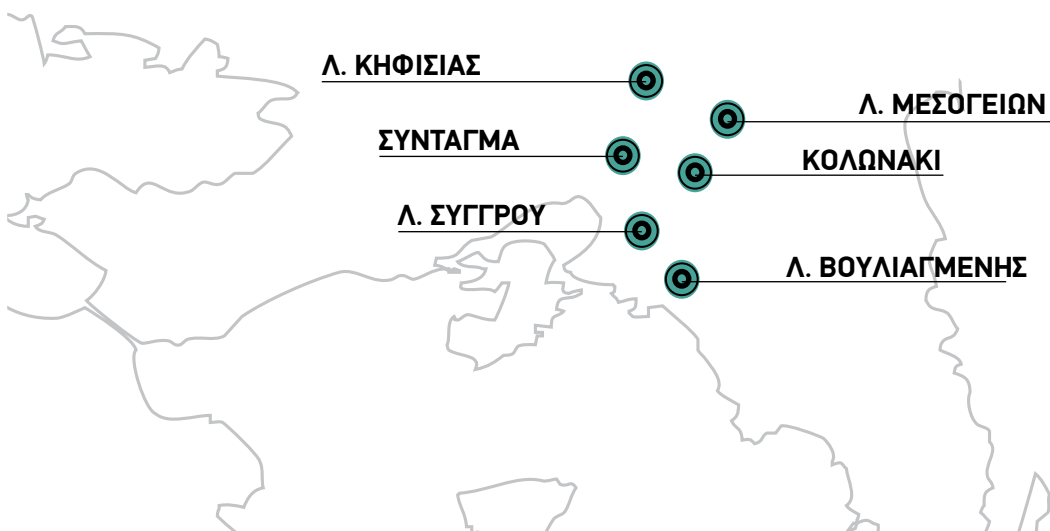 Λ. ΚΗΦΙΣΙΑΣ
Λ. ΜΕΣΟΓΕΙΩΝ
ΣΥΝΤΑΓΜΑ
ΚΟΛΩΝΑΚΙ
Λ. ΣΥΓΓΡΟΥ
Λ. ΒΟΥΛΙΑΓΜΕΝΗΣ